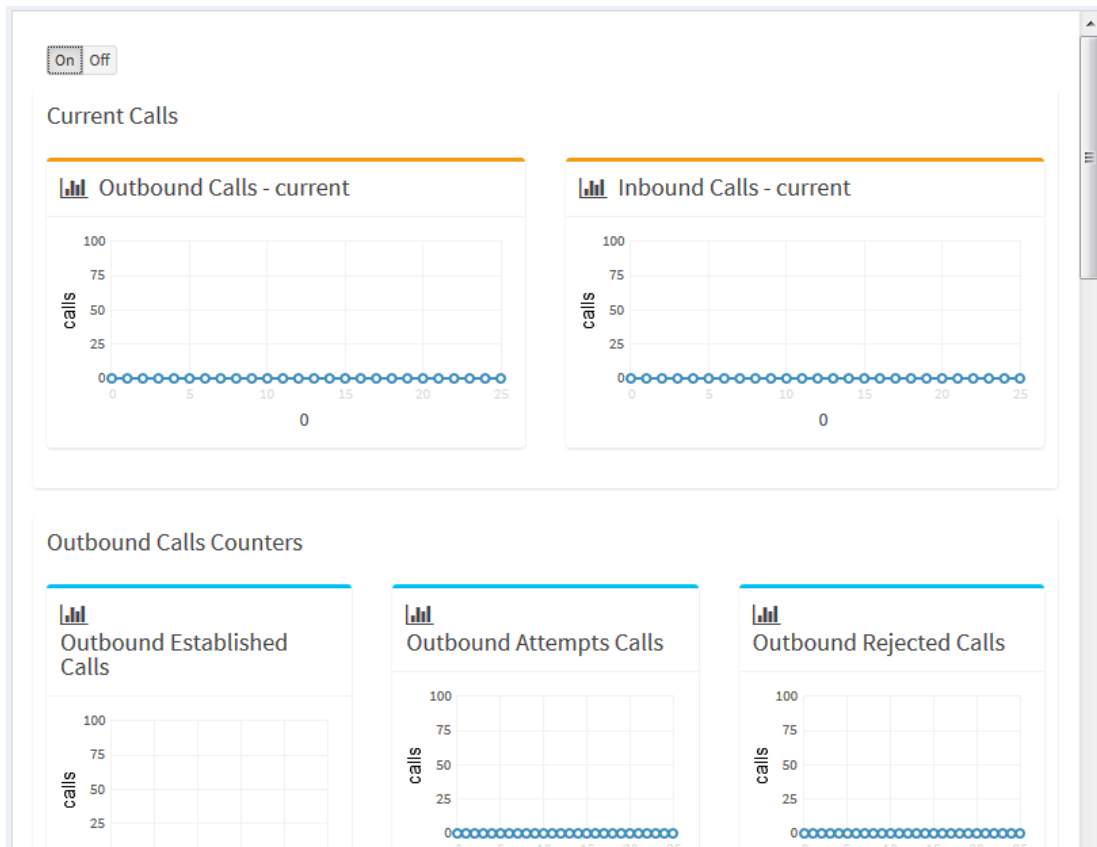 On Off
Current Calls
Outbound Calls - current
Inbound Calls - current
100
75
50
25
0
calls
0 5 10 15 20 25
0
100
75
50
25
0
calls
0 5 10 15 20 25
0
Outbound Calls Counters
Outbound Established
Calls
100
75
50
25
calls
Outbound Attempts Calls
100
75
50
25
0
calls
Outbound Rejected Calls
100
75
50
25
0
calls